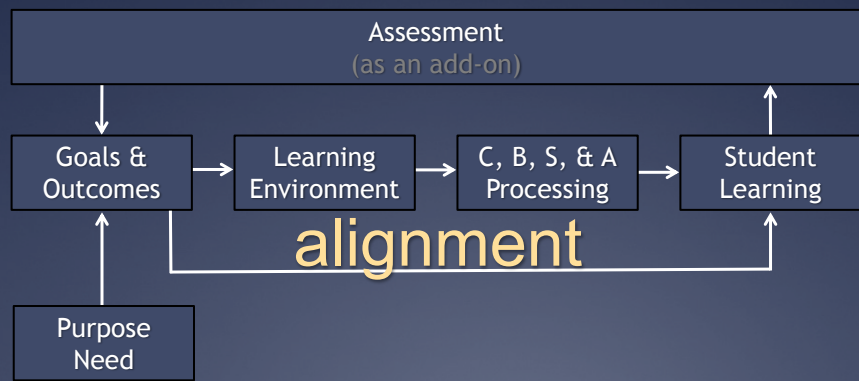 Assessment
(as an add-on)
Goals &
Outcomes
Learning
Environment
C, B, S, & A
Processing
Student
Learning
alignment
Purpose
Need